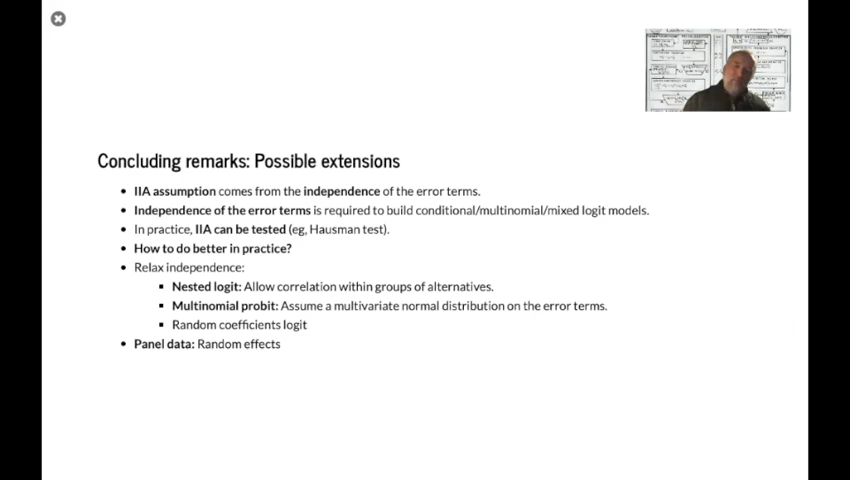 Concluding remarks: Possible extensions
IIA assumption comes from the independence of the error terms.
Independence of the error terms is required to build conditional/multinomial/mixed logit models.
In practice, IIA can be tested (eg, Hausman test).
How to do better in practice?
Relax independence:
Nested logit: Allow correlation within groups of alternatives.
Multinomial probit: Assume a multivariate normal distribution on the error terms.
Random coefficients logit
Panel data: Random effects